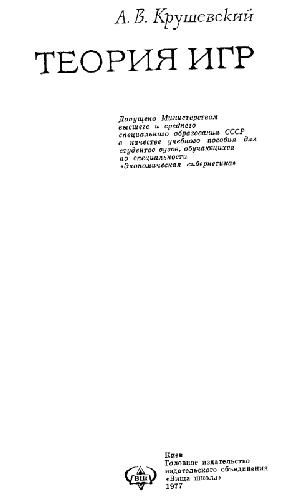 А. В. Крушевский
ТЕОРИЯ ИГР
Допущено Министерством
высшего и среднего
специального образования СССР
в качестве учебного пособия для
студентов вузов, обучающихся
по специальности
«Экономическая кибернетика»
Киев
Головное издательство
издательского объединения
«Вища школа»
1977